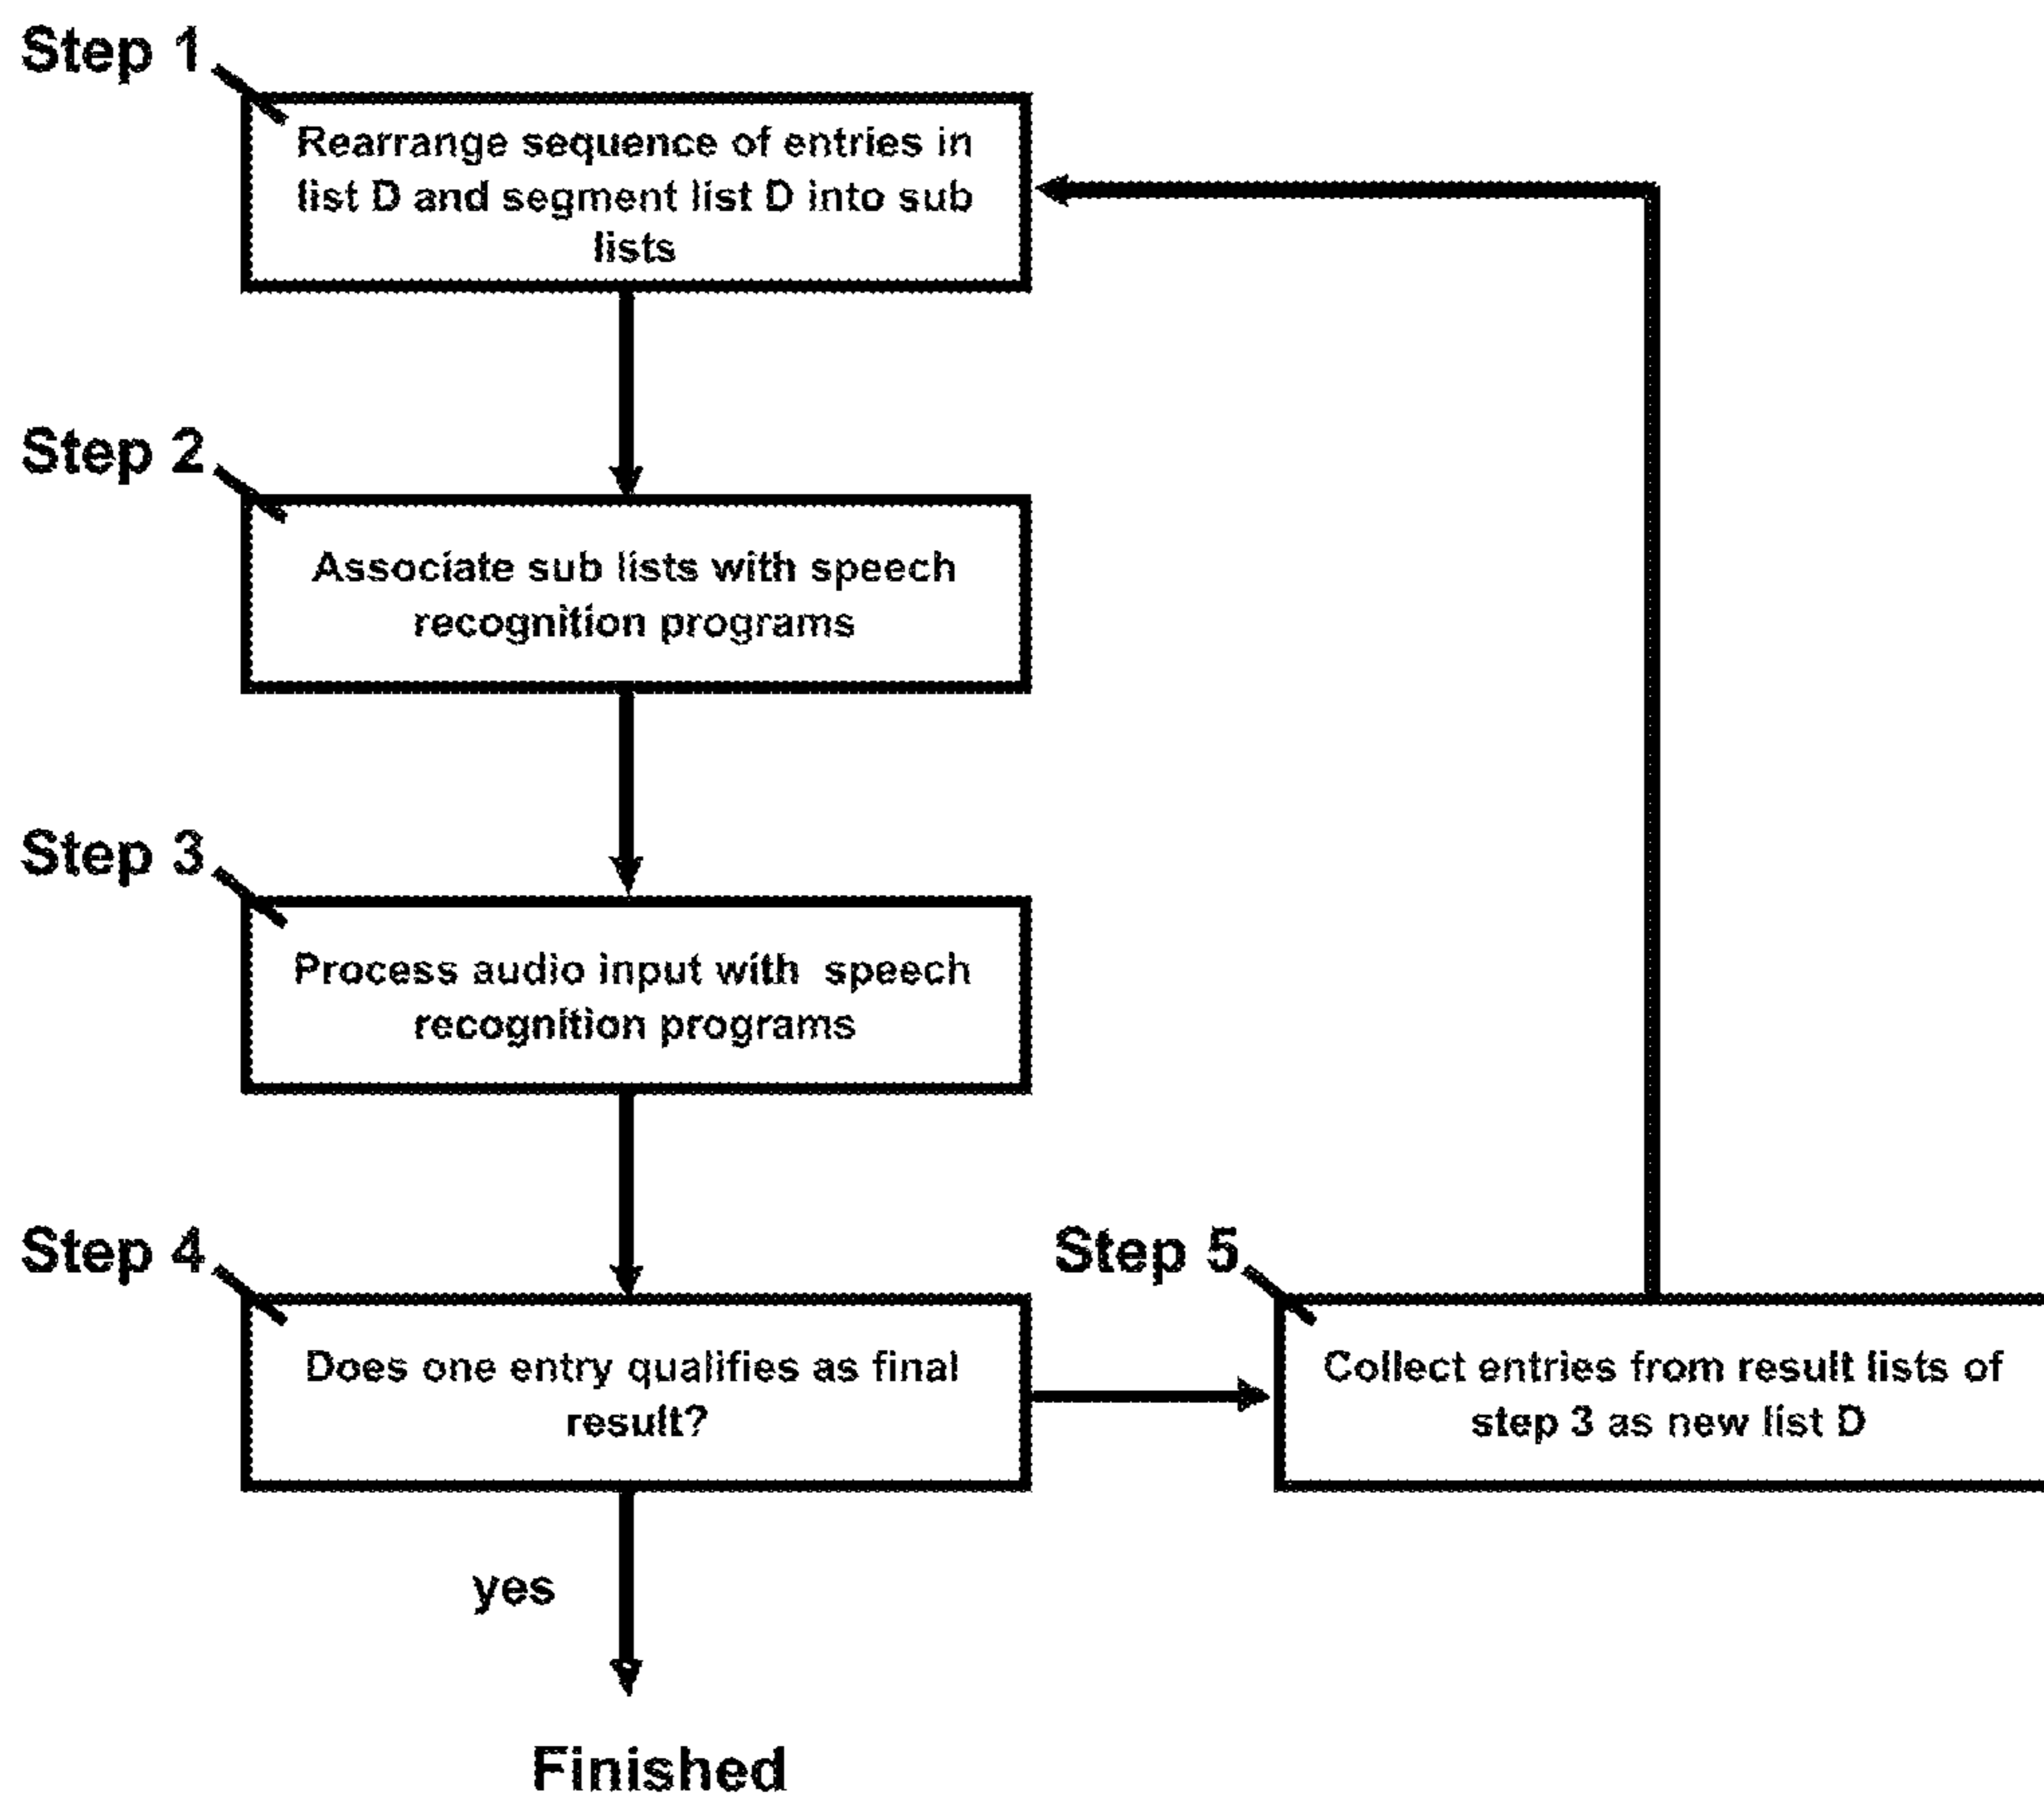 Step 1
Rearrange sequence of entries in
list D and segment list D into sub
lists
Step 2
Associate sub lists with speech
recognition programs
Step 3
Process audio input with speech
recognition programs
Step 4
Does one entry qualifies as final
result?
Step 5
Collect entries from result lists of
step 3 as new list D
yes
Finished